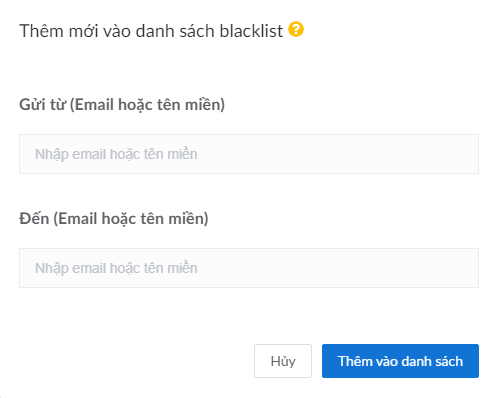 Thêm mới vào danh sách blacklist ?
Gửi từ (Email hoặc tên miền)
Nhập email hoặc tên miền
Đến (Email hoặc tên miền)
Nhập email hoặc tên miền
Hủy Thêm vào danh sách